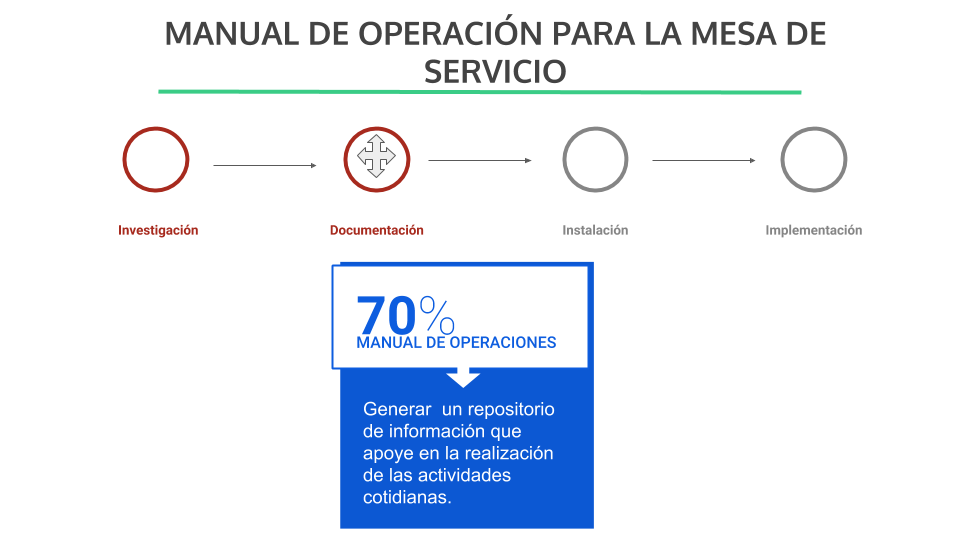 MANUAL DE OPERACIÓN PARA LA MESA DE
SERVICIO
Investigación
Documentación
Instalación
Implementación
70%
MANUAL DE OPERACIONES
Generar un repositorio
de información que
apoye en la realización
de las actividades
cotidianas.